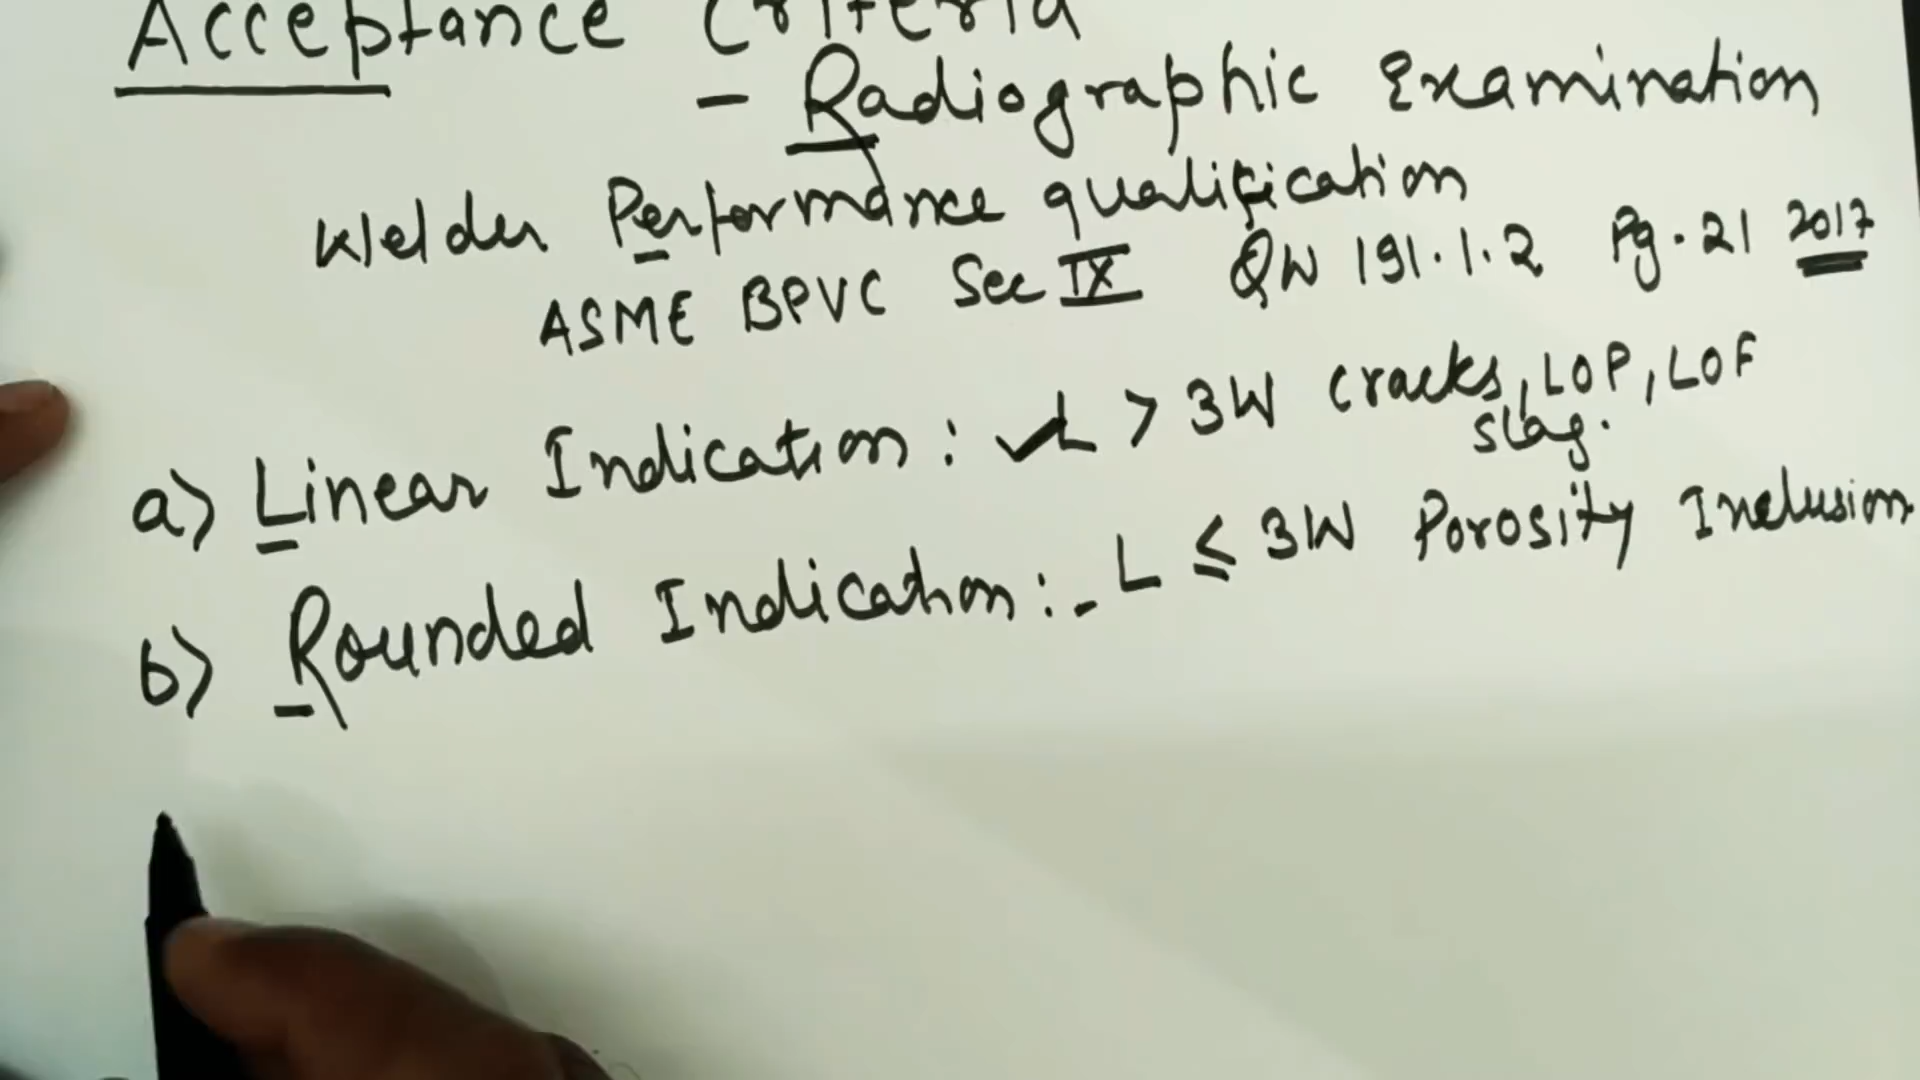 Acceptance Criteria
- Radiographic Examination
Welder Performance qualification
ASME BPVC Sec IX QW 191.1.2 Pg. 21 2017
a) Linear Indication: L > 3W cracks, LOP, LOF
slag.
b) Rounded Indication:- L ≤ 3W Porosity Inclusion